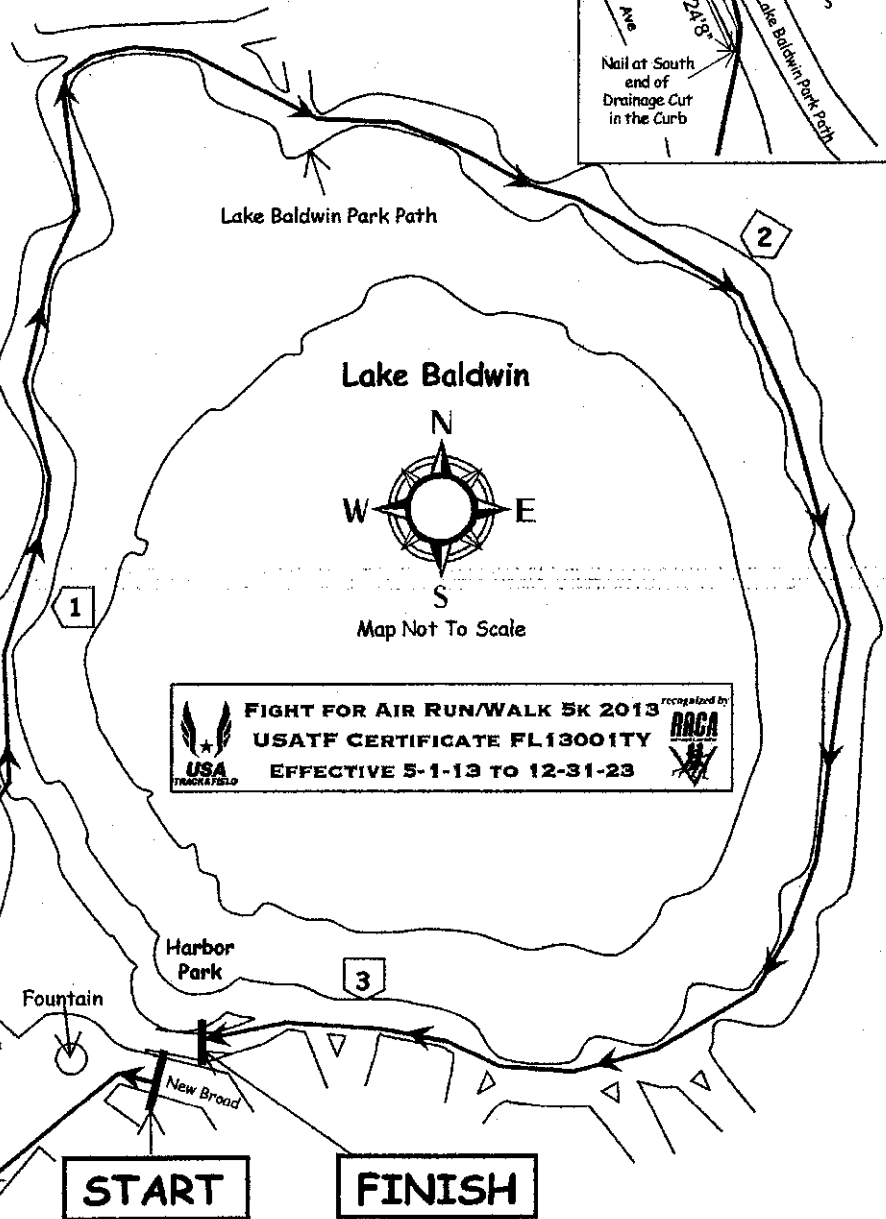 Ave
24'8"
Lake Baldwin Park Path
Nail at South
end of
Drainage Cut
in the Curb
Lake Baldwin Park Path
2
Lake Baldwin
N
W E
S
Map Not To Scale
1
FIGHT FOR AIR RUN/WALK 5K 2013
USATF CERTIFICATE FL13001TY
EFFECTIVE 5-1-13 TO 12-31-23
USA
TRACK & FIELD
recognized by
RRCA
Harbor
Park
3
Fountain
New Broad
START
FINISH